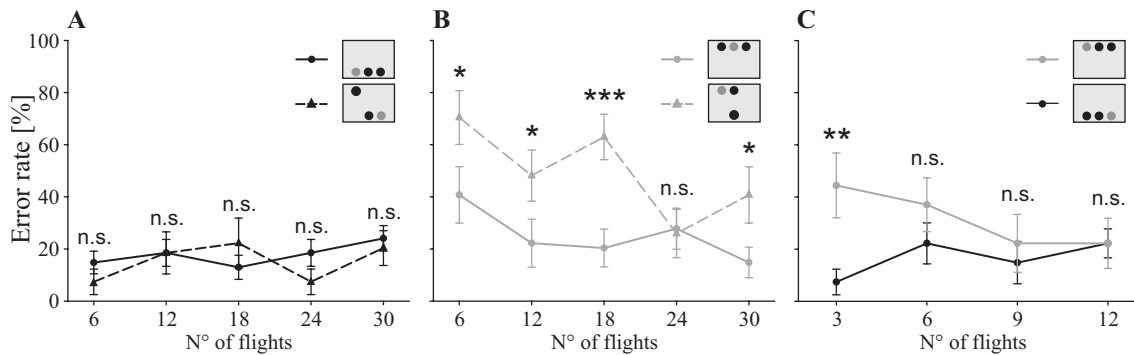 A B C
100
80
60
40
20
0
Error rate [%]
n.s. n.s. n.s. n.s. n.s.
* * *** n.s. *
** n.s. n.s. n.s.
6 12 18 24 30
6 12 18 24 30
3 6 9 12
N° of flights N° of flights N° of flights